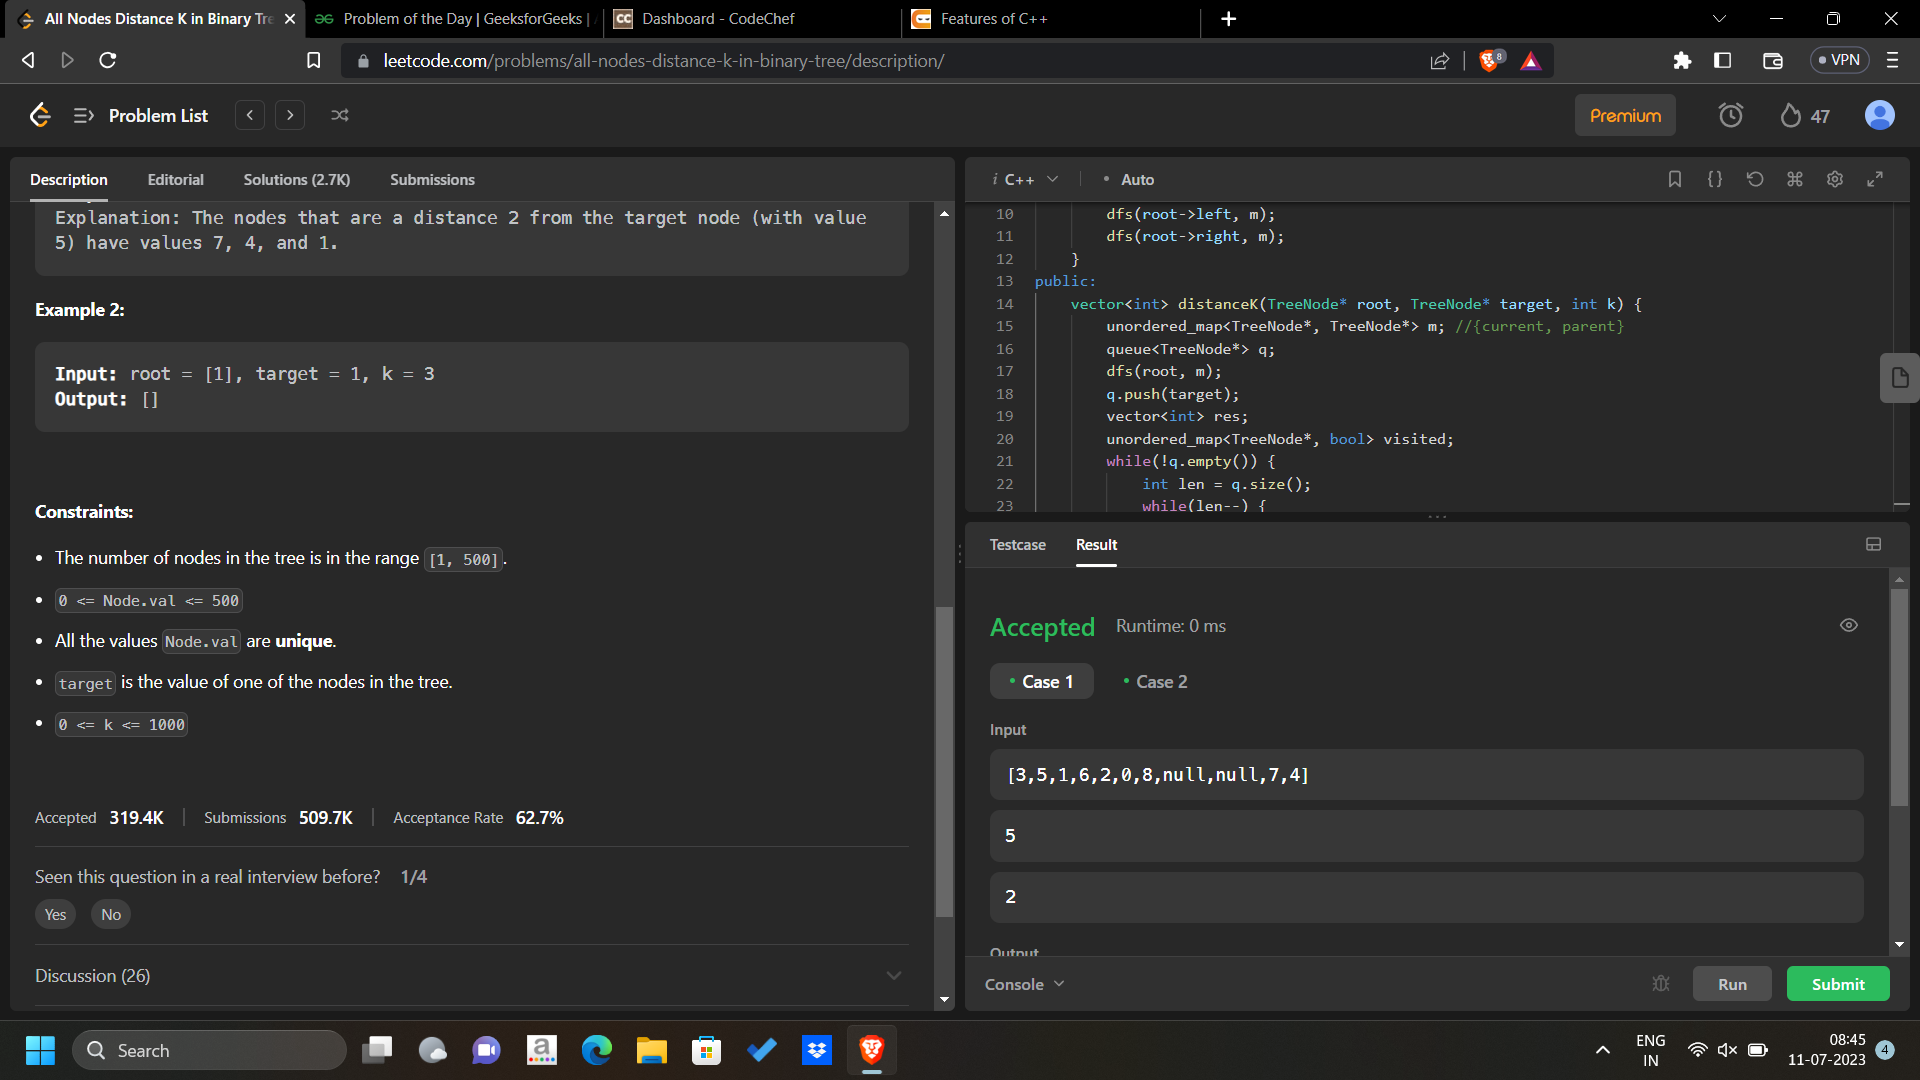 All Nodes Distance K in Binary Tre
Problem of the Day | GeeksforGeeks |
CC Dashboard - CodeChef
Features of C++
leetcode.com/problems/all-nodes-distance-k-in-binary-tree/description/
8
VPN
Problem List
Premium
47
Description
Editorial
Solutions (2.7K)
Submissions
Explanation: The nodes that are a distance 2 from the target node (with value
5) have values 7, 4, and 1.
Example 2:
Input: root = [1], target = 1, k = 3
Output: []
Constraints:
• The number of nodes in the tree is in the range [1, 500].
• 0 <= Node.val <= 500
• All the values Node.val are unique.
• target is the value of one of the nodes in the tree.
• 0 <= k <= 1000
Accepted 319.4K | Submissions 509.7K | Acceptance Rate 62.7%
Seen this question in a real interview before? 1/4
Yes No
Discussion (26)
i C++ • Auto
10 dfs(root->left, m);
11 dfs(root->right, m);
12 }
13 public:
14 vector<int> distanceK(TreeNode* root, TreeNode* target, int k) {
15 unordered_map<TreeNode*, TreeNode*> m; //{current, parent}
16 queue<TreeNode*> q;
17 dfs(root, m);
18 q.push(target);
19 vector<int> res;
20 unordered_map<TreeNode*, bool> visited;
21 while(!q.empty()) {
22 int len = q.size();
23 while(len--) {
Testcase Result
Accepted Runtime: 0 ms
• Case 1 • Case 2
Input
[3,5,1,6,2,0,8,null,null,7,4]
5
2
Output
Console
Run
Submit
Search
a
ENG
IN
08:45
11-07-2023
4